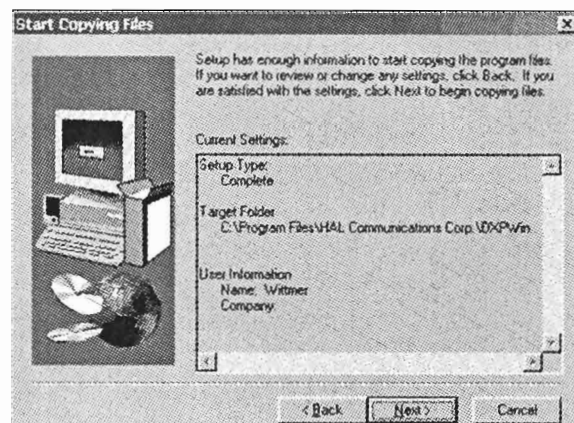 Start Copying Files
Setup has enough information to start copying the program files.
If you want to review or change any settings, click Back. If you
are satisfied with the settings, click Next to begin copying files.
Current Settings:
Setup Type:
Complete
Target Folder
C:\Program Files\HAL Communications Corp.\DXPWin
User Information
Name: Wittmer
Company:
< Back
Next >
Cancel